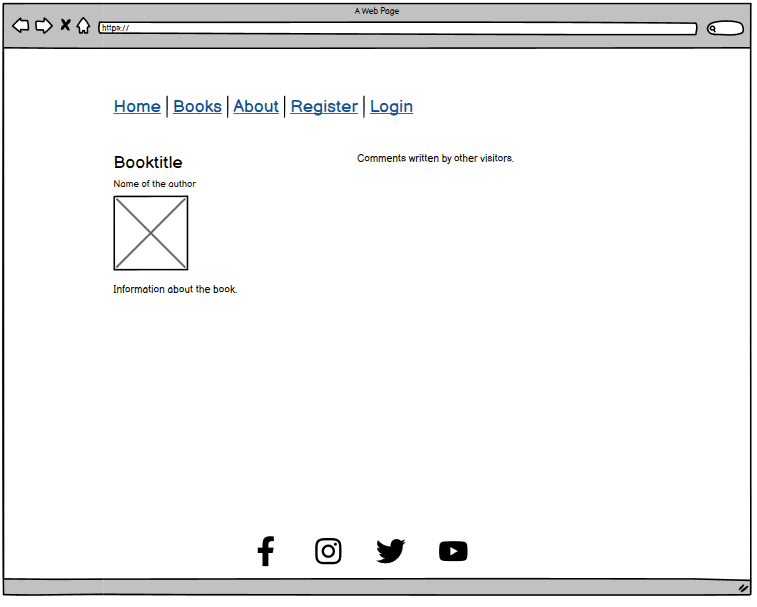 A Web Page
https://
Home Books About Register Login
Booktitle
Name of the author
Information about the book.
Comments written by other visitors.